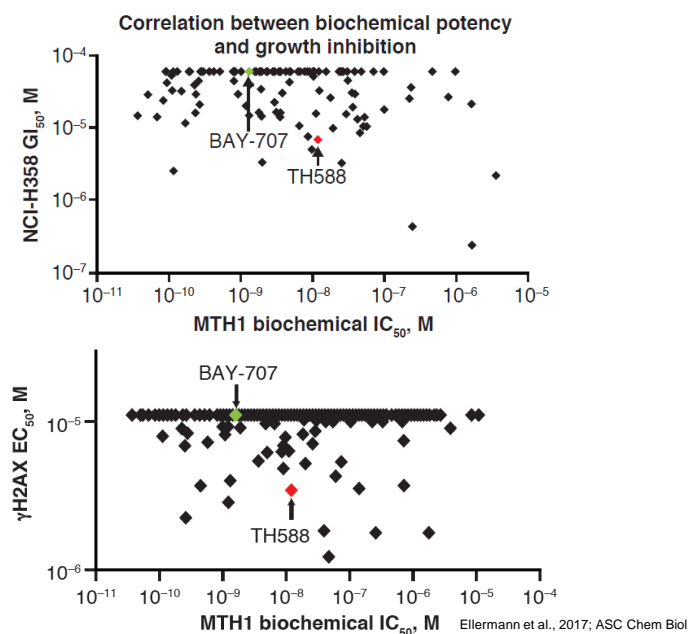 Correlation between biochemical potency
and growth inhibition
NCI-H358 GI50, M
10–4
10–5
10–6
10–7
BAY-707
TH588
10–11
10–10
10–9
10–8
10–7
10–6
10–5
MTH1 biochemical IC50, M
γH2AX EC50, M
10–5
10–6
BAY-707
TH588
10–11
10–10
10–9
10–8
10–7
10–6
10–5
10–4
MTH1 biochemical IC50, M
Ellermann et al., 2017; ASC Chem Biol